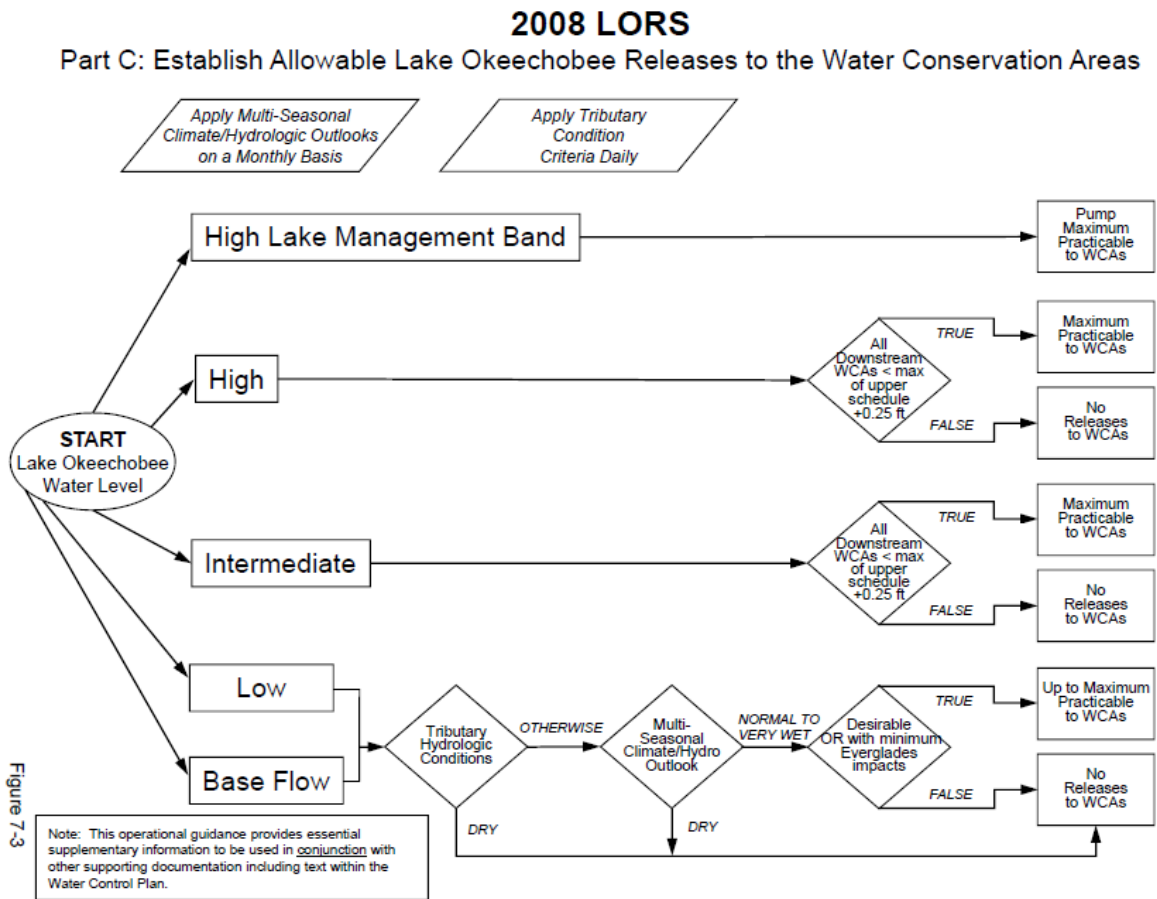 2008 LORS
Part C: Establish Allowable Lake Okeechobee Releases to the Water Conservation Areas
Apply Multi-Seasonal
Climate/Hydrologic Outlooks
on a Monthly Basis
Apply Tributary
Condition
Criteria Daily
High Lake Management Band
Pump
Maximum
Practicable
to WCAs
High
All
Downstream
WCAs < max
of upper
schedule
+0.25 ft
TRUE
Maximum
Practicable
to WCAs
FALSE
No
Releases
to WCAs
START
Lake Okeechobee
Water Level
Intermediate
All
Downstream
WCAs < max
of upper
schedule
+0.25 ft
TRUE
Maximum
Practicable
to WCAs
FALSE
No
Releases
to WCAs
Low
Base Flow
Tributary
Hydrologic
Conditions
OTHERWISE
Multi-
Seasonal
Climate/Hydro
Outlook
NORMAL TO
VERY WET
Desirable
OR with minimum
Everglades
impacts
TRUE
Up to Maximum
Practicable
to WCAs
FALSE
No
Releases
to WCAs
DRY
DRY
Figure 7-3
Note: This operational guidance provides essential
supplementary information to be used in conjunction with
other supporting documentation including text within the
Water Control Plan.